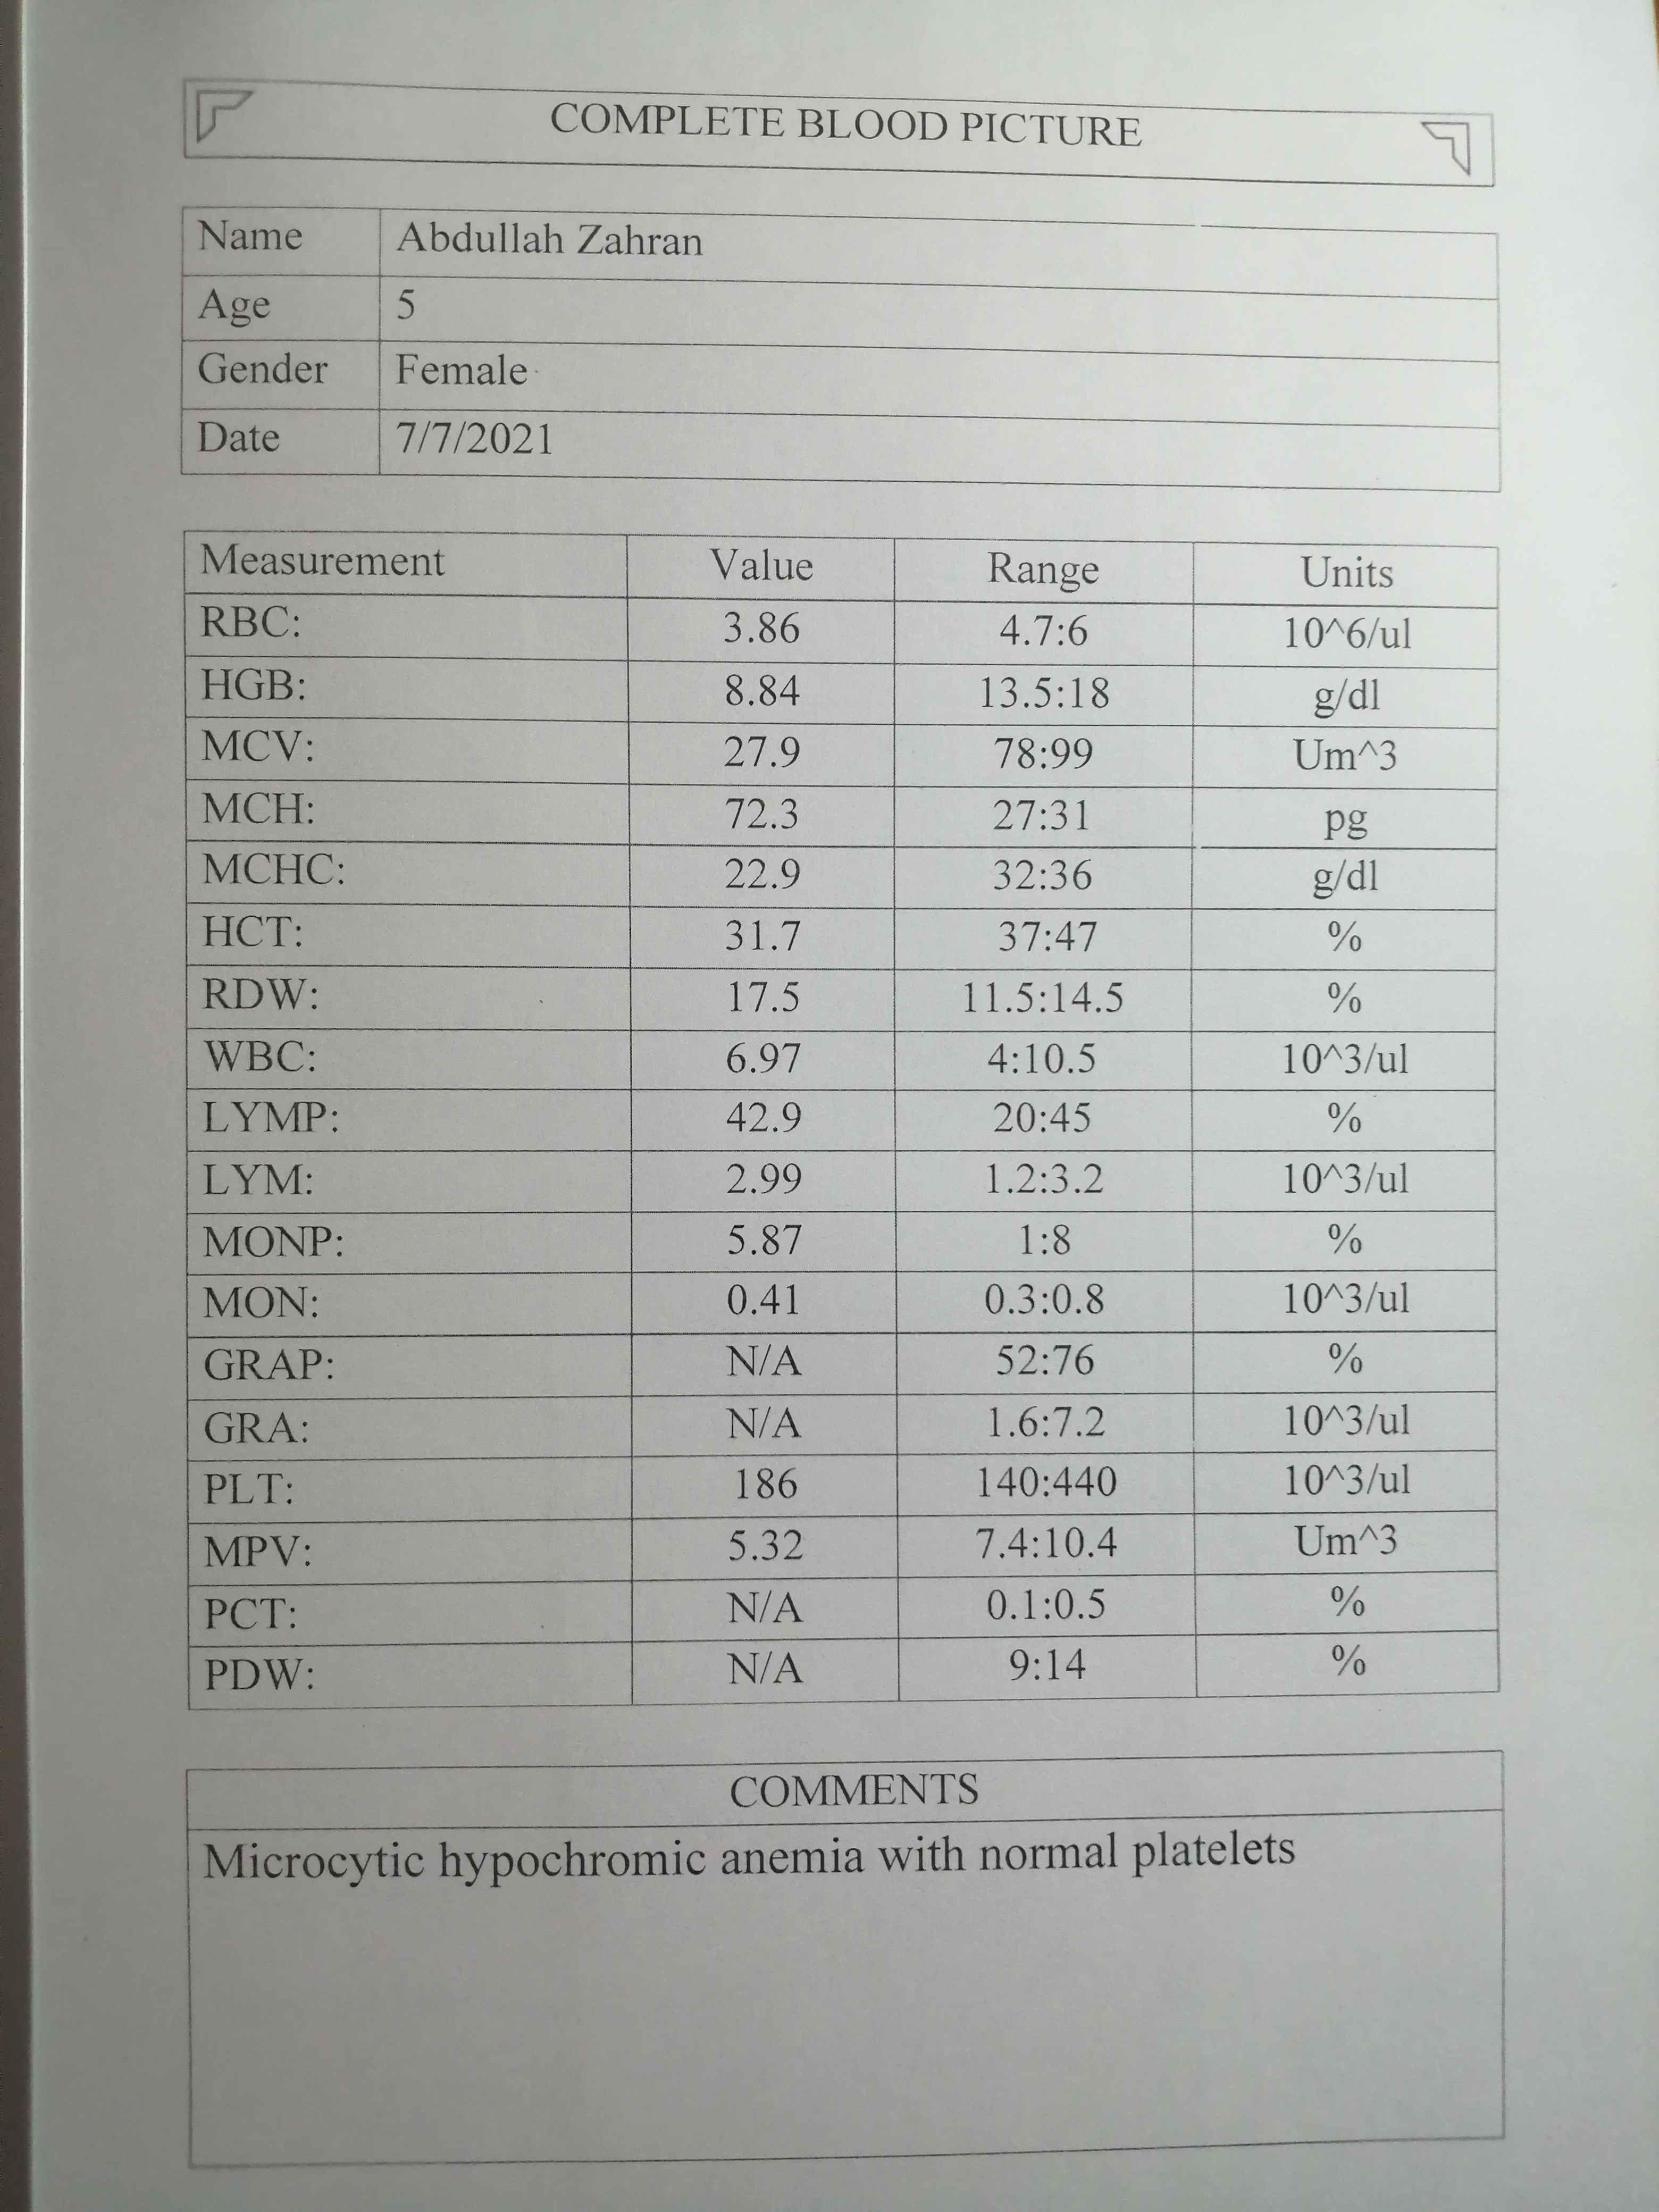 COMPLETE BLOOD PICTURE
Name Abdullah Zahran
Age 5
Gender Female
Date 7/7/2021
Measurement Value Range Units
RBC: 3.86 4.7:6 10^6/ul
HGB: 8.84 13.5:18 g/dl
MCV: 27.9 78:99 Um^3
MCH: 72.3 27:31 pg
MCHC: 22.9 32:36 g/dl
HCT: 31.7 37:47 %
RDW: 17.5 11.5:14.5 %
WBC: 6.97 4:10.5 10^3/ul
LYMP: 42.9 20:45 %
LYM: 2.99 1.2:3.2 10^3/ul
MONP: 5.87 1:8 %
MON: 0.41 0.3:0.8 10^3/ul
GRAP: N/A 52:76 %
GRA: N/A 1.6:7.2 10^3/ul
PLT: 186 140:440 10^3/ul
MPV: 5.32 7.4:10.4 Um^3
PCT: N/A 0.1:0.5 %
PDW: N/A 9:14 %
COMMENTS
Microcytic hypochromic anemia with normal platelets